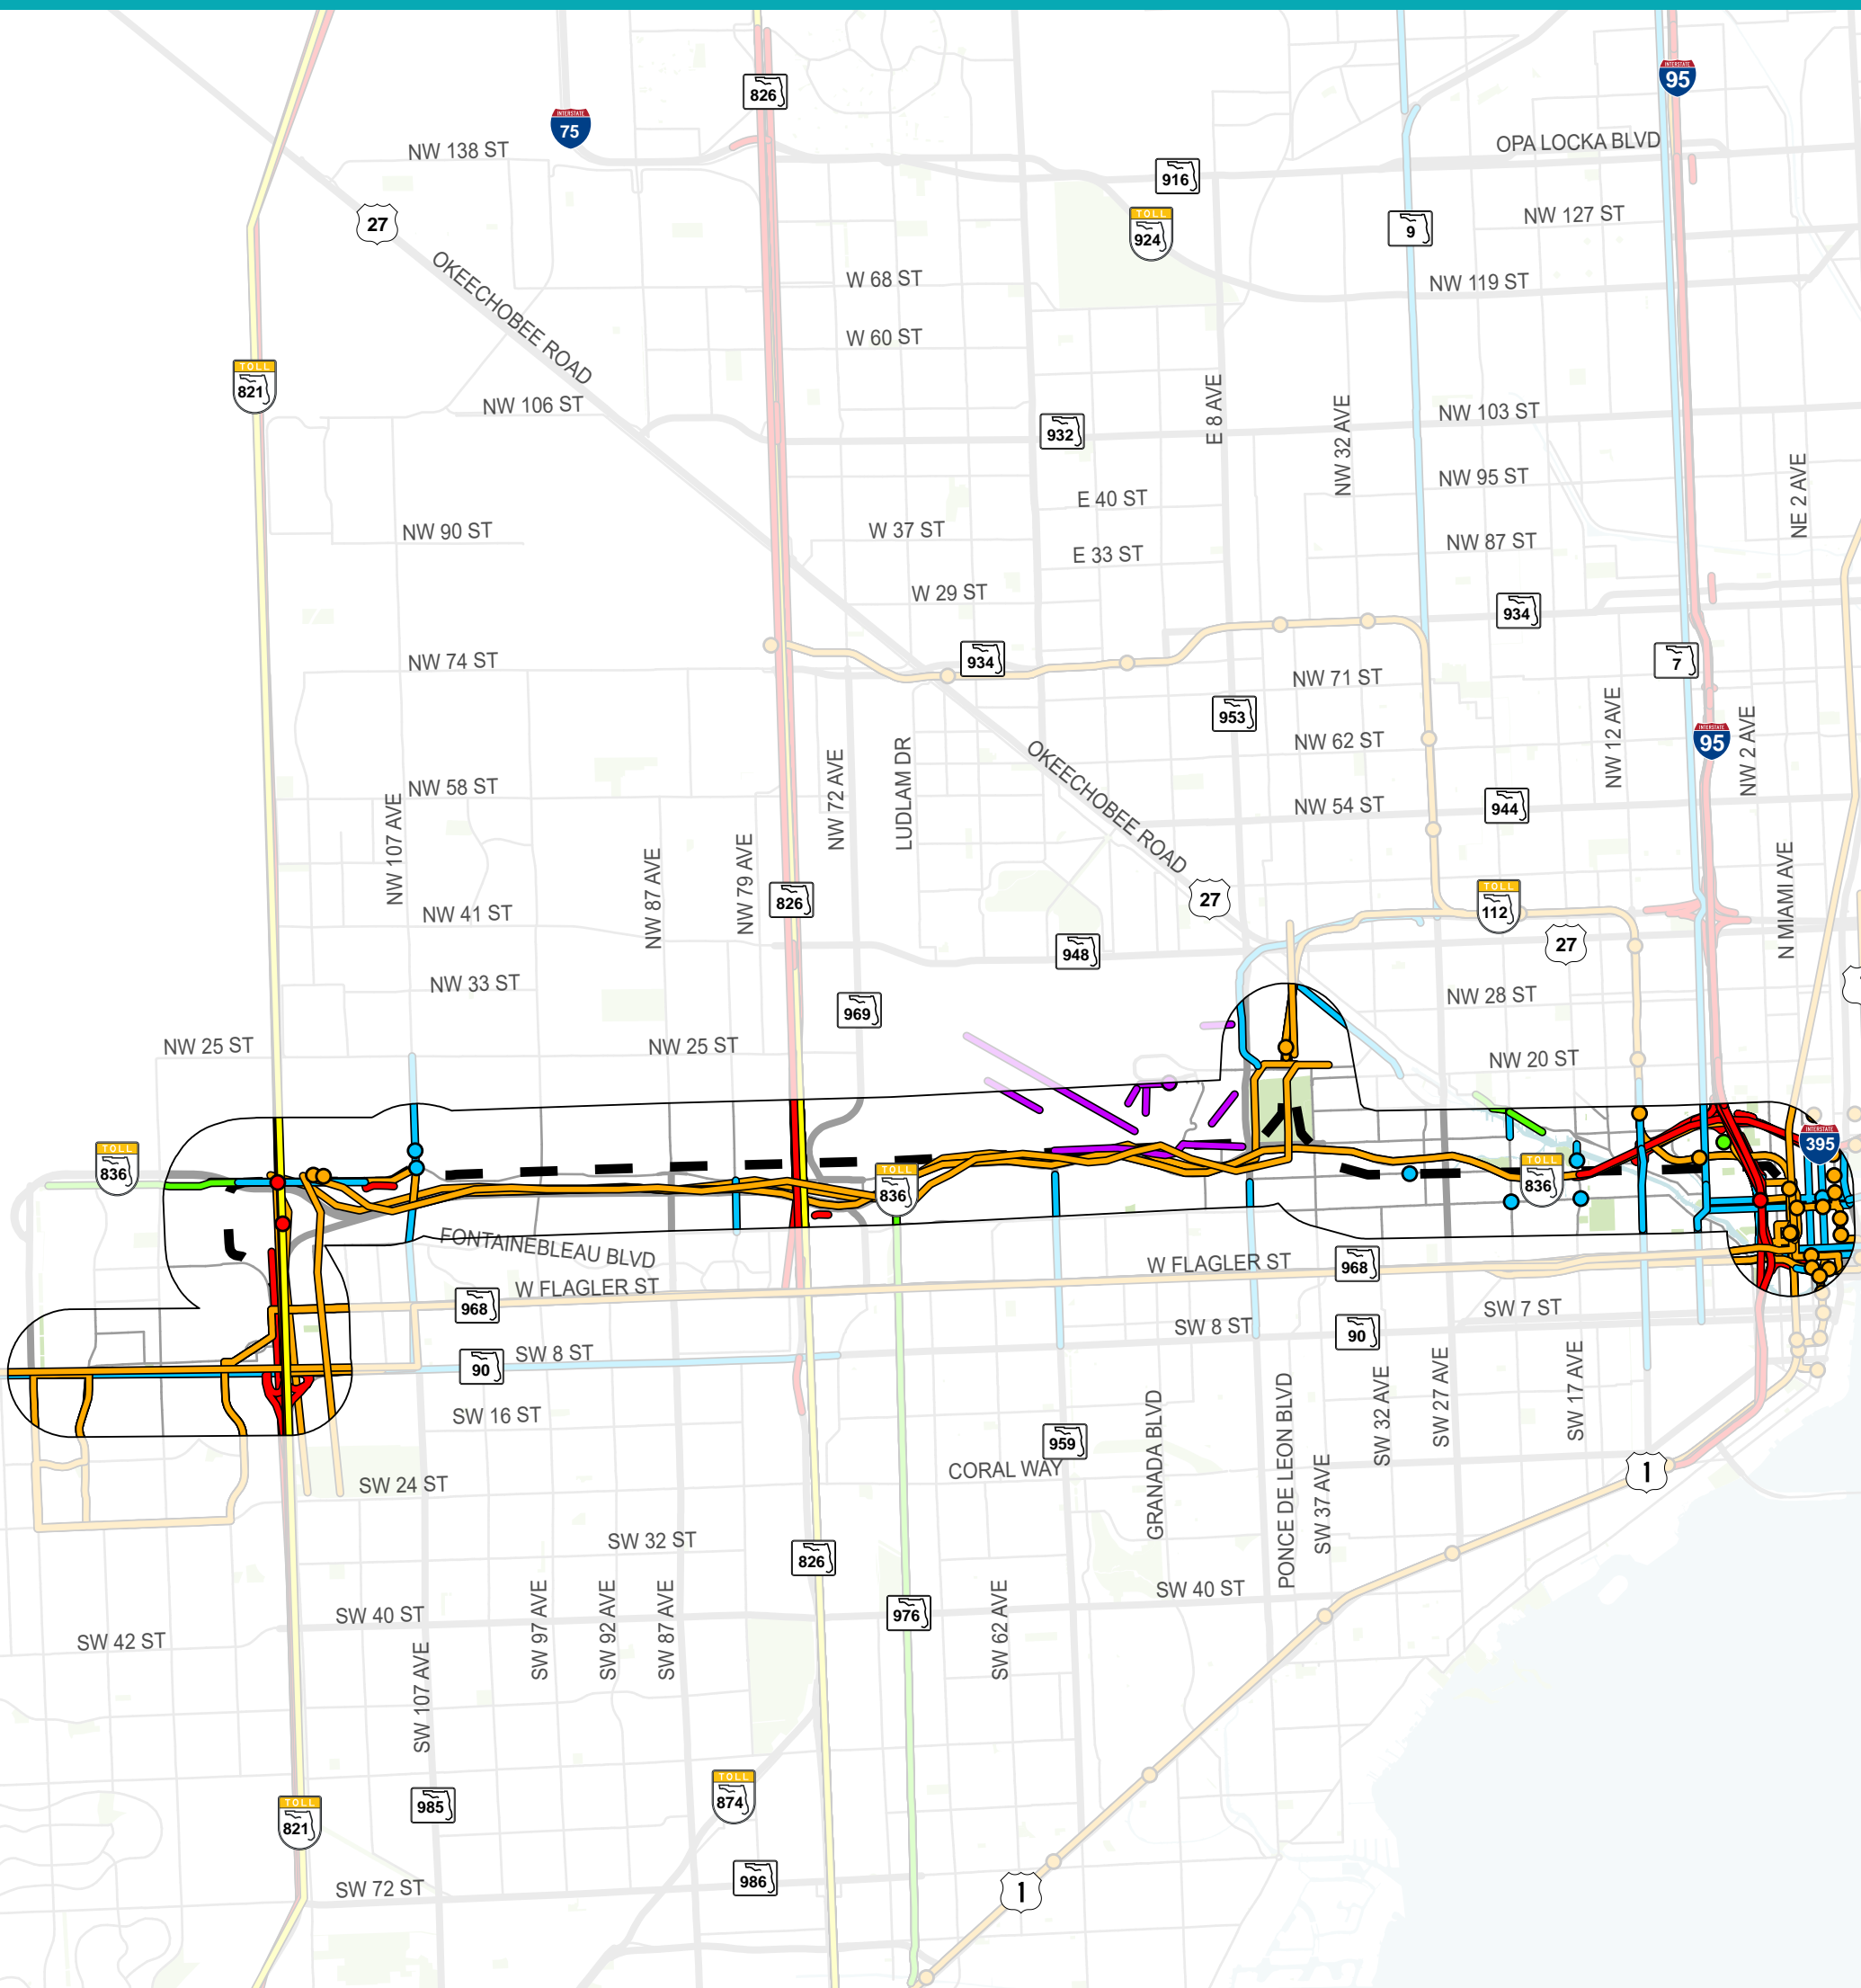 INTERSTATE
95
826
INTERSTATE
75
OPA LOCKA BLVD
NW 138 ST
916
27
TOLL
924
9
NW 127 ST
OKEECHOBEE ROAD
W 68 ST
NW 119 ST
W 60 ST
TOLL
821
NW 106 ST
932
E 8 AVE
NW 32 AVE
NW 103 ST
NW 95 ST
NE 2 AVE
E 40 ST
NW 90 ST
W 37 ST
E 33 ST
NW 87 ST
W 29 ST
934
NW 74 ST
934
7
NW 71 ST
953
NW 12 AVE
NW 62 ST
INTERSTATE
95
NW 2 AVE
OKEECHOBEE ROAD
NW 72 AVE
LUDLAM DR
NW 58 ST
NW 107 AVE
NW 54 ST
944
NW 87 AVE
NW 79 AVE
N MIAMI AVE
826
27
TOLL
112
NW 41 ST
27
948
NW 33 ST
NW 28 ST
969
NW 25 ST
NW 25 ST
NW 20 ST
TOLL
836
INTERSTATE
395
TOLL
836
TOLL
836
FONTAINEBLEAU BLVD
W FLAGLER ST
968
W FLAGLER ST
968
SW 7 ST
SW 8 ST
90
SW 8 ST
90
SW 16 ST
GRANADA BLVD
PONCE DE LEON BLVD
SW 32 AVE
SW 27 AVE
SW 17 AVE
959
CORAL WAY
SW 37 AVE
1
SW 24 ST
SW 32 ST
826
SW 97 AVE
SW 92 AVE
SW 87 AVE
SW 62 AVE
SW 40 ST
SW 40 ST
976
SW 42 ST
SW 107 AVE
TOLL
874
985
TOLL
821
986
SW 72 ST
1